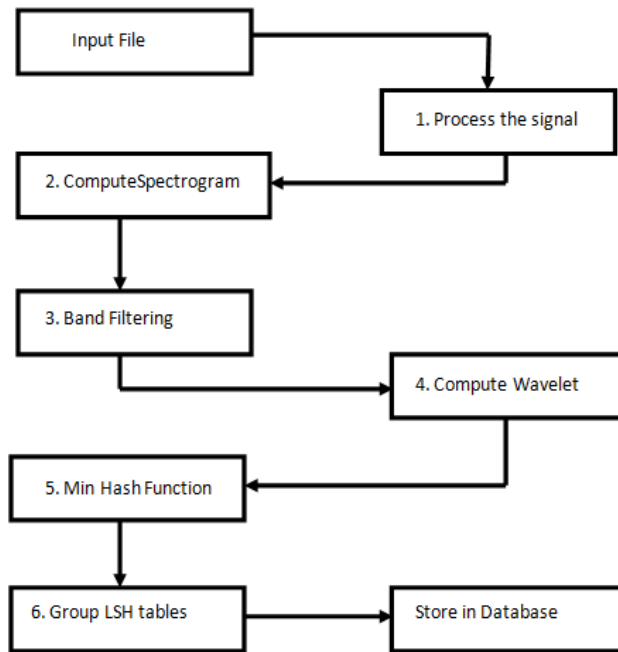 Input File
1. Process the signal
2. ComputeSpectrogram
3. Band Filtering
4. Compute Wavelet
5. Min Hash Function
6. Group LSH tables
Store in Database